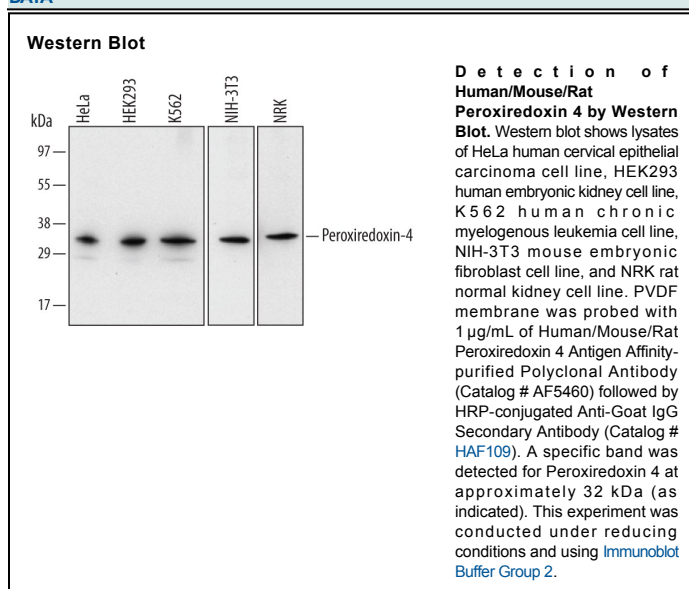 DATA
Western Blot
HeLa
HEK293
K562
NIH-3T3
NRK
kDa
97
55
38
29
17
Peroxiredoxin-4
Detection of
Human/Mouse/Rat
Peroxiredoxin 4 by Western
Blot. Western blot shows lysates
of HeLa human cervical epithelial
carcinoma cell line, HEK293
human embryonic kidney cell line,
K562 human chronic
myelogenous leukemia cell line,
NIH-3T3 mouse embryonic
fibroblast cell line, and NRK rat
normal kidney cell line. PVDF
membrane was probed with
1 µg/mL of Human/Mouse/Rat
Peroxiredoxin 4 Antigen Affinity-
purified Polyclonal Antibody
(Catalog # AF5460) followed by
HRP-conjugated Anti-Goat IgG
Secondary Antibody (Catalog #
HAF109). A specific band was
detected for Peroxiredoxin 4 at
approximately 32 kDa (as
indicated). This experiment was
conducted under reducing
conditions and using Immunoblot
Buffer Group 2.